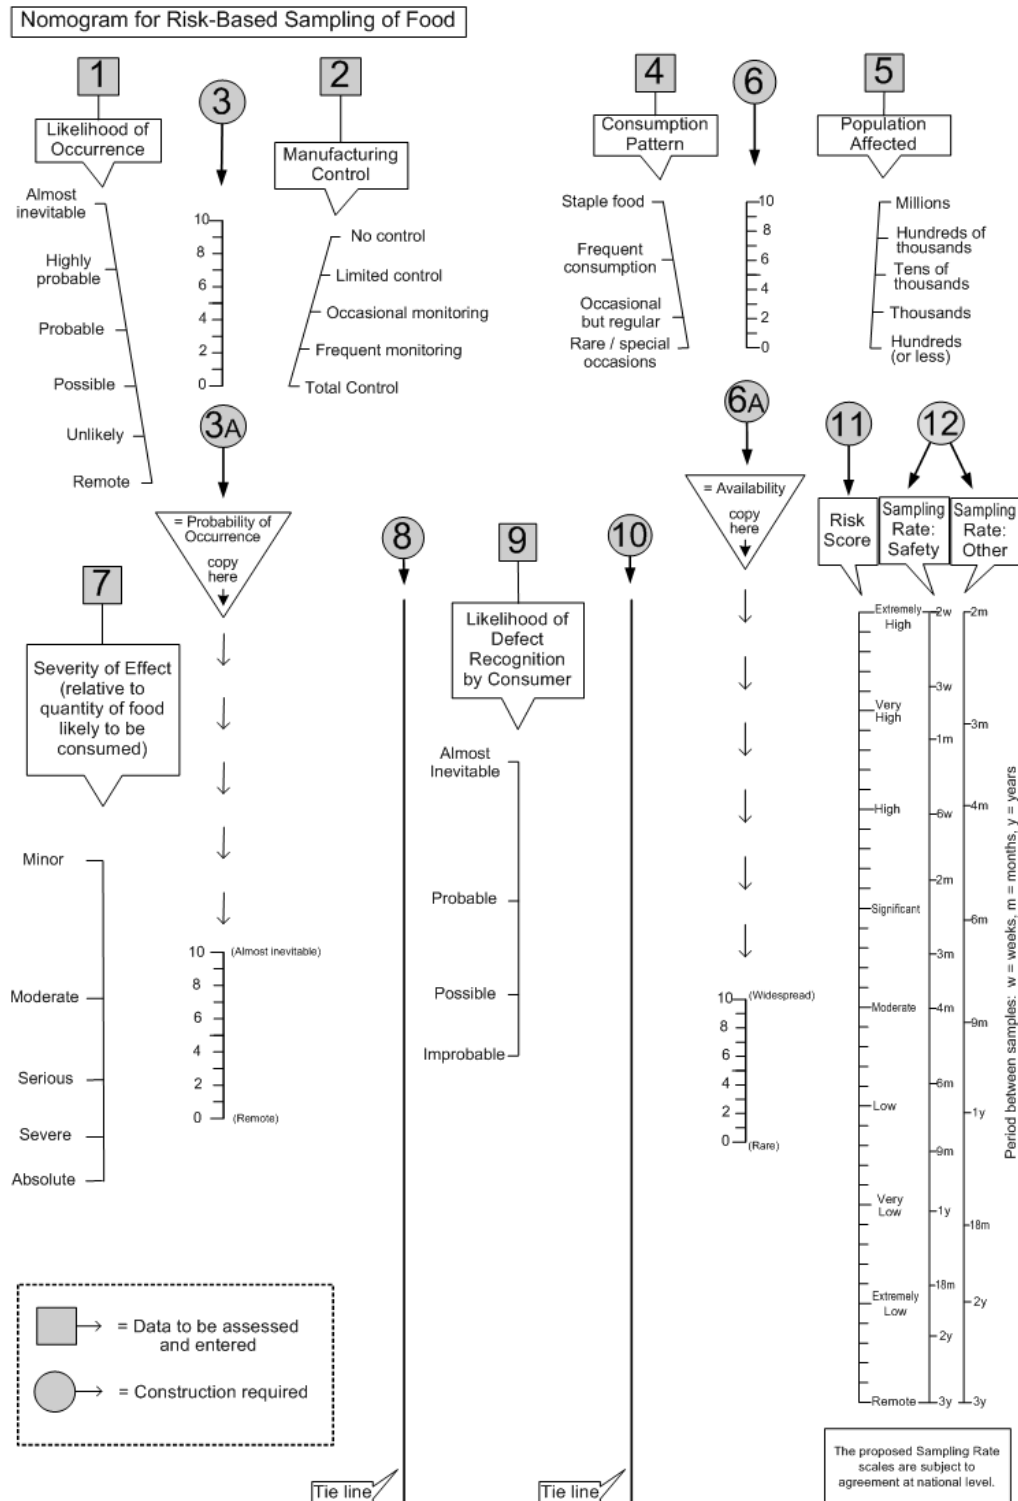 Nomogram for Risk-Based Sampling of Food
1
Likelihood of
Occurrence
Almost
inevitable
Highly
probable
Probable
Possible
Unlikely
Remote
3
10
8
6
4
2
0
2
Manufacturing
Control
No control
Limited control
Occasional monitoring
Frequent monitoring
Total Control
4
Consumption
Pattern
Staple food
Frequent
consumption
Occasional
but regular
Rare / special
occasions
6
10
8
6
4
2
0
5
Population
Affected
Millions
Hundreds of
thousands
Tens of
thousands
Thousands
Hundreds
(or less)
3A
= Probability of
Occurrence
copy
here
10 (Almost inevitable)
8
6
4
2
0 (Remote)
7
Severity of Effect
(relative to
quantity of food
likely to be
consumed)
Minor
Moderate
Serious
Severe
Absolute
8
Tie line
9
Likelihood of
Defect
Recognition
by Consumer
Almost
Inevitable
Probable
Possible
Improbable
10
Tie line
6A
= Availability
copy
here
10 (Widespread)
8
6
4
2
0 (Rare)
11
Risk
Score
Extremely
High
Very
High
High
Significant
Moderate
Low
Very
Low
Extremely
Low
Remote
12
Sampling
Rate:
Safety
2w
3w
1m
6w
2m
3m
4m
6m
9m
1y
18m
2y
3y
Sampling
Rate:
Other
2m
3m
4m
6m
9m
1y
18m
2y
3y
Period between samples: w = weeks, m = months, y = years
= Data to be assessed
and entered
= Construction required
The proposed Sampling Rate
scales are subject to
agreement at national level.